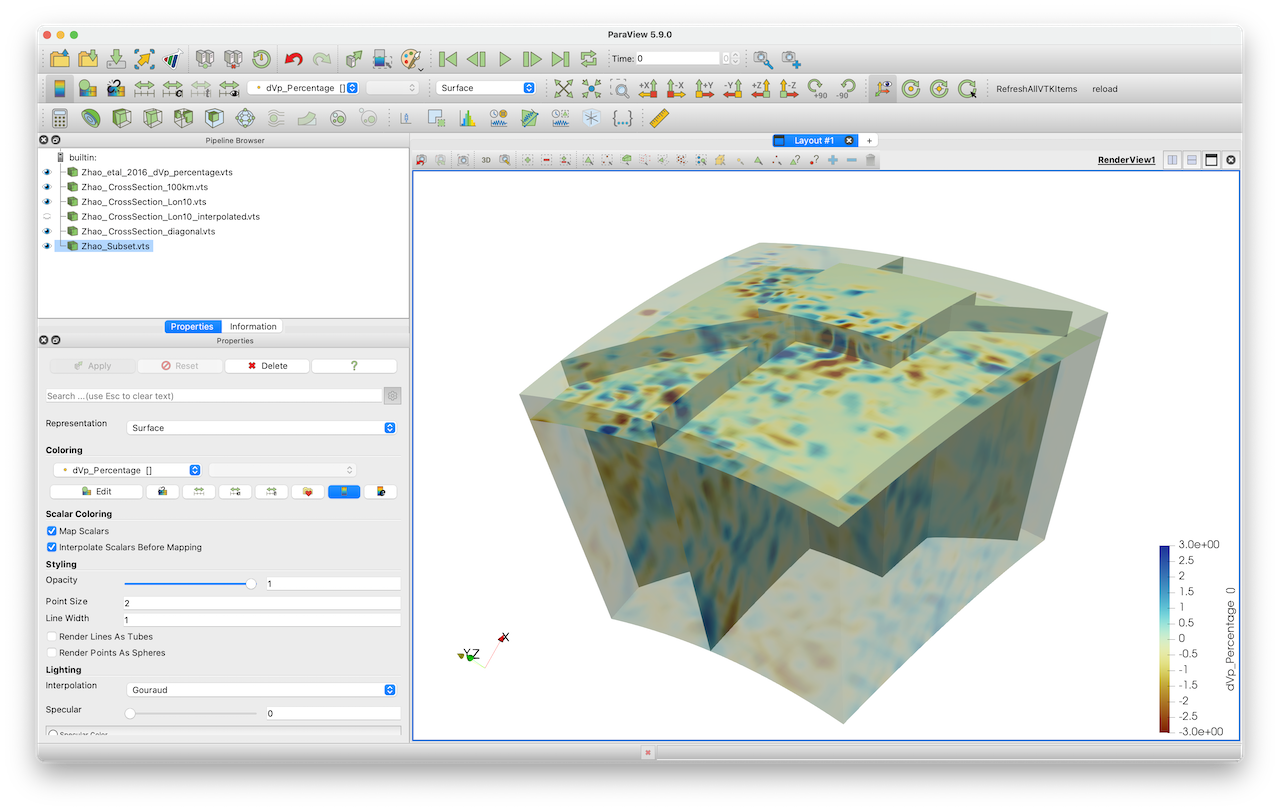 ParaView 5.9.0
Time: 0 0
dVp_Percentage [] Surface +X -X +Y -Y +Z -Z +90 -90 RefreshAllVTKItems reload
Pipeline Browser
Layout #1 +
3D RenderView1
builtin:
Zhao_etal_2016_dVp_percentage.vts
Zhao_CrossSection_100km.vts
Zhao_CrossSection_Lon10.vts
Zhao_CrossSection_Lon10_interpolated.vts
Zhao_CrossSection_diagonal.vts
Zhao_Subset.vts
Properties Information
Properties
Apply Reset Delete ?
Search ...(use Esc to clear text)
Representation Surface
Coloring
dVp_Percentage []
Edit
Scalar Coloring
Map Scalars
Interpolate Scalars Before Mapping
Styling
Opacity 1
Point Size 2
Line Width 1
Render Lines As Tubes
Render Points As Spheres
Lighting
Interpolation Gouraud
Specular 0
Specular Color
X
Y Z
3.0e+00
2.5
2
1.5
1
0.5
0
-0.5
-1
-1.5
-2
-2.5
-3.0e+00
dVp_Percentage 0